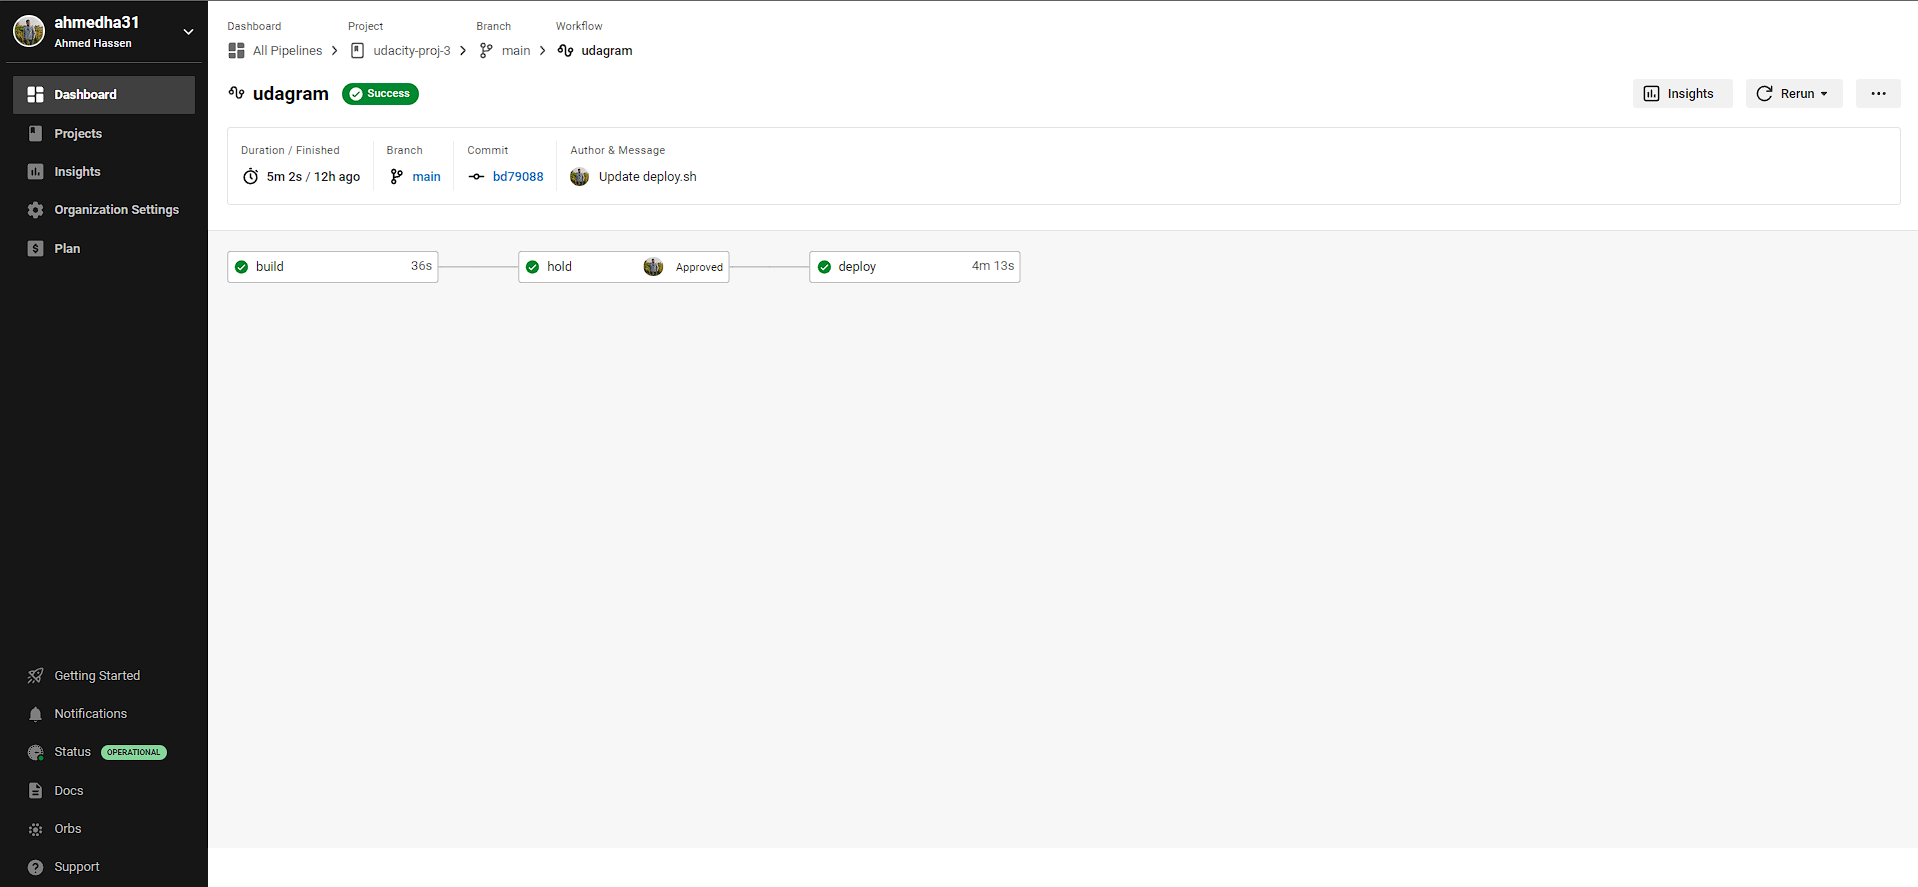 ahmedha31
Ahmed Hassen
Dashboard
Projects
Insights
Organization Settings
Plan
Getting Started
Notifications
Status OPERATIONAL
Docs
Orbs
Support
Dashboard Project Branch Workflow
All Pipelines udacity-proj-3 main udagram
udagram Success Insights Rerun
Duration / Finished Branch Commit Author & Message
5m 2s / 12h ago main bd79088 Update deploy.sh
build 36s hold Approved deploy 4m 13s